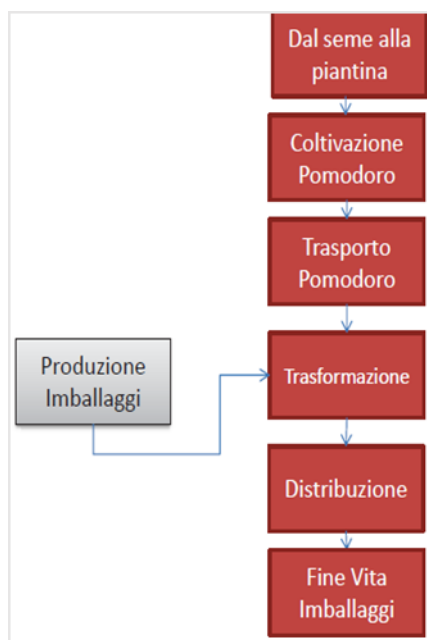 Dal seme alla
piantina
Coltivazione
Pomodoro
Trasporto
Pomodoro
Produzione
Imballaggi
Trasformazione
Distribuzione
Fine Vita
Imballaggi